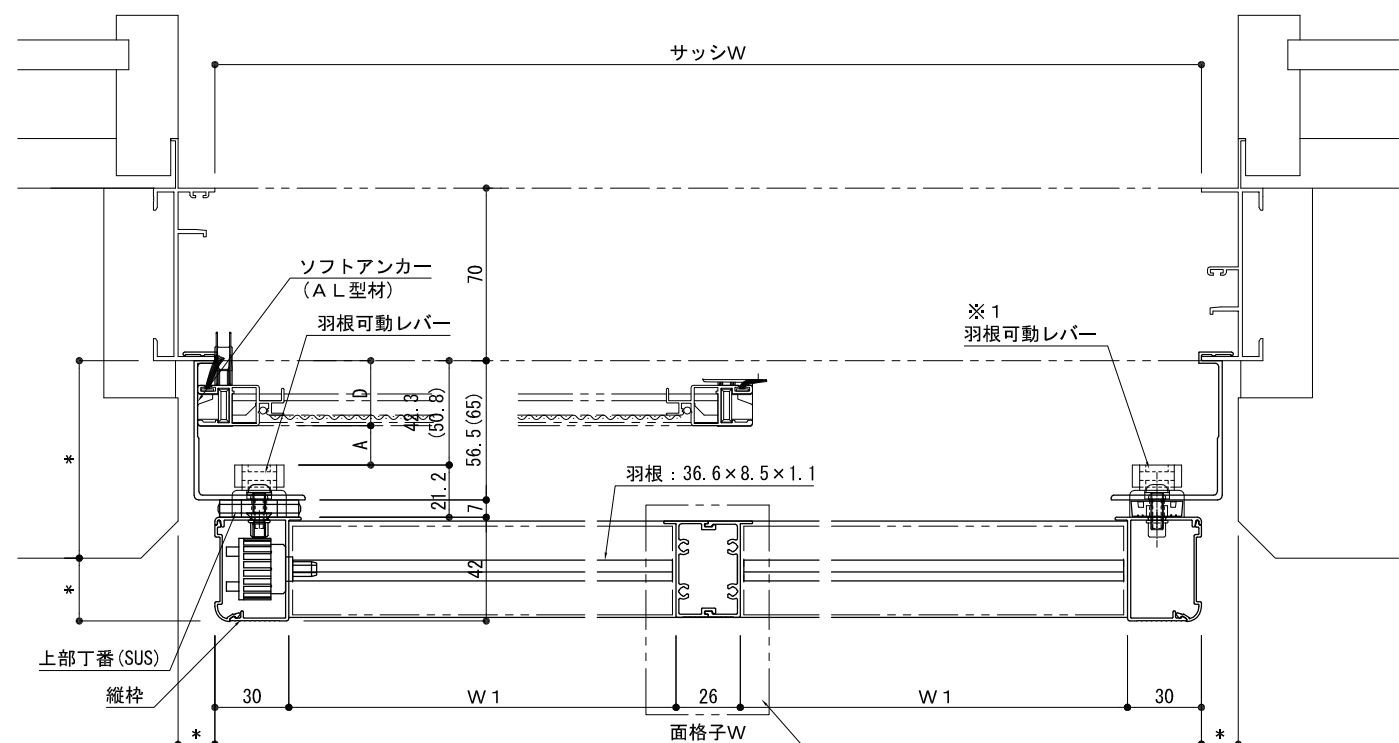 サッシW
ソフトアンカー
(AL型材)
羽根可動レバー
70
※1
羽根可動レバー
D
42.3
(50.8)
56.5(65)
A
*
羽根:36.6×8.5×1.1
21.2
7
42
*
上部丁番(SUS)
縦枠
30
W1
26
W1
30
*
面格子W
*